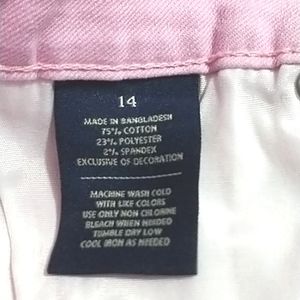 14
MADE IN BANGLADESH
75% COTTON
23% POLYESTER
2% SPANDEX
EXCLUSIVE OF DECORATION
MACHINE WASH COLD
WITH LIKE COLORS
USE ONLY NON CHLORINE
BLEACH WHEN NEEDED
TUMBLE DRY LOW
COOL IRON AS NEEDED